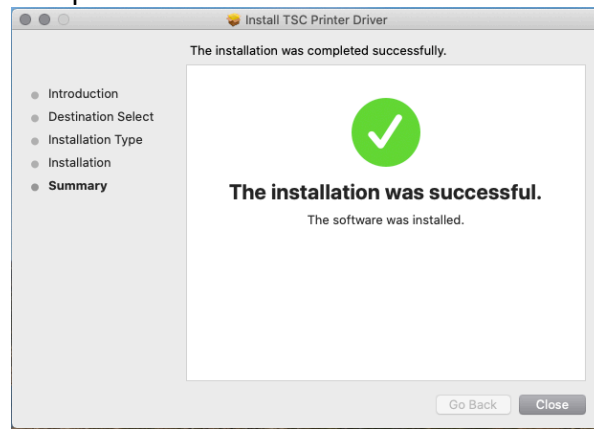 Install TSC Printer Driver
The installation was completed successfully.
Introduction
Destination Select
Installation Type
Installation
Summary
The installation was successful.
The software was installed.
Go Back
Close